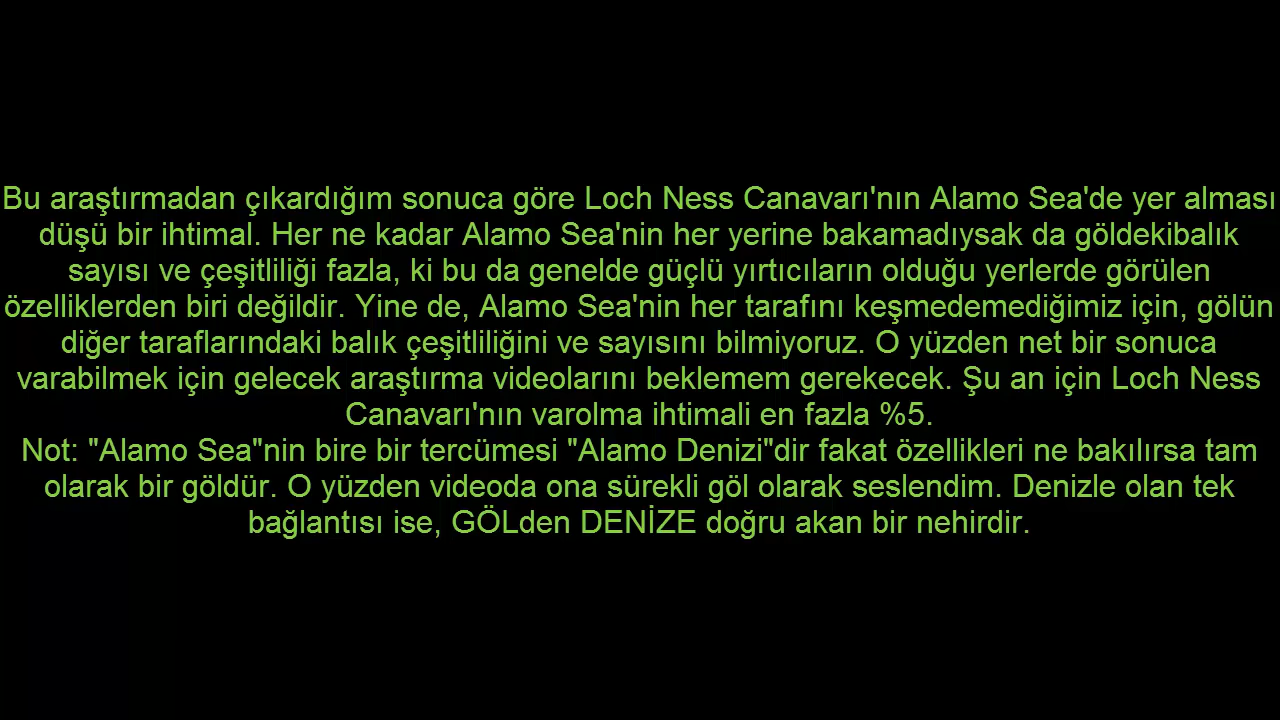 Bu araştırmadan çıkardığım sonuca göre Loch Ness Canavarı'nın Alamo Sea'de yer alması
düşü bir ihtimal. Her ne kadar Alamo Sea'nin her yerine bakamadıysak da göldekibalık
sayısı ve çeşitliliği fazla, ki bu da genelde güçlü yırtıcıların olduğu yerlerde görülen
özelliklerden biri değildir. Yine de, Alamo Sea'nin her tarafını keşmedemediğimiz için, gölün
diğer taraflarındaki balık çeşitliliğini ve sayısını bilmiyoruz. O yüzden net bir sonuca
varabilmek için gelecek araştırma videolarını beklemem gerekecek. Şu an için Loch Ness
Canavarı'nın varolma ihtimali en fazla %5.
Not: "Alamo Sea"nin bire bir tercümesi "Alamo Denizi"dir fakat özellikleri ne bakılırsa tam
olarak bir göldür. O yüzden videoda ona sürekli göl olarak seslendim. Denizle olan tek
bağlantısı ise, GÖLden DENİZE doğru akan bir nehirdir.